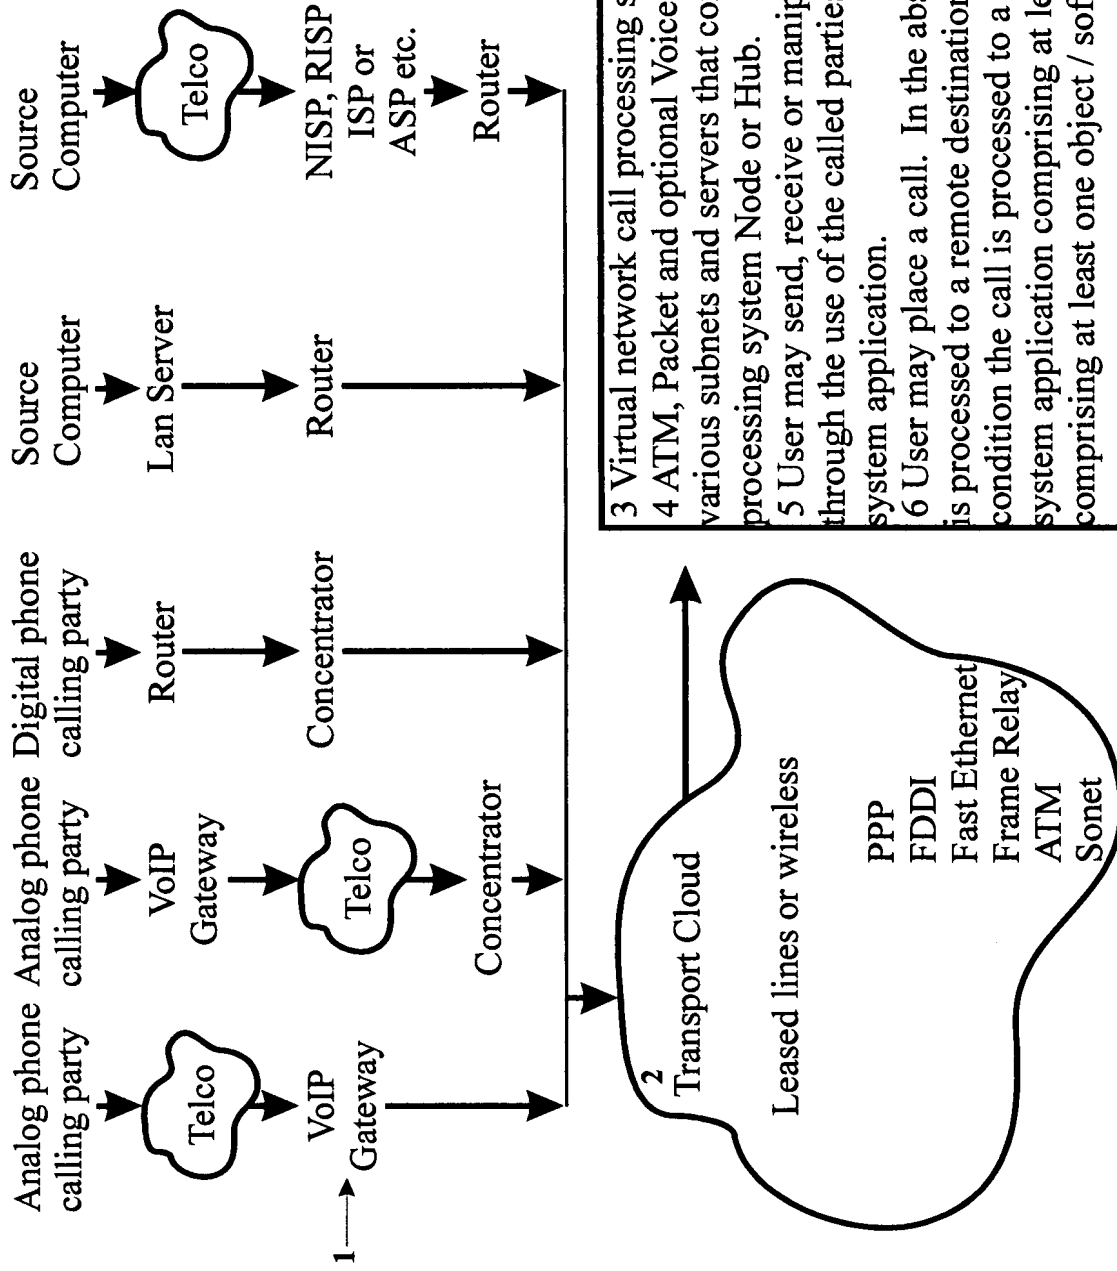 Analog phone
calling party
Telco
VoIP
Gateway
1
Analog phone
calling party
VoIP
Gateway
Telco
Concentrator
Digital phone
calling party
Router
Concentrator
Source
Computer
Lan Server
Router
Source
Computer
Telco
NISP, RISP
ISP or
ASP etc.
Router
2
Transport Cloud
Leased lines or wireless
PPP
FDDI
Fast Ethernet
Frame Relay
ATM
Sonet
3 Virtual network call processing
4 ATM, Packet and optional Voice
various subnets and servers that
processing system Node or Hub.
5 User may send, receive or
through the use of the called
system application.
6 User may place a call. In the
is processed to a remote destination
condition the call is processed to a
system application comprising at
comprising at least one object /